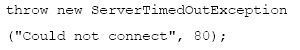 throw new ServerTimedOutException
("Could not connect", 80);